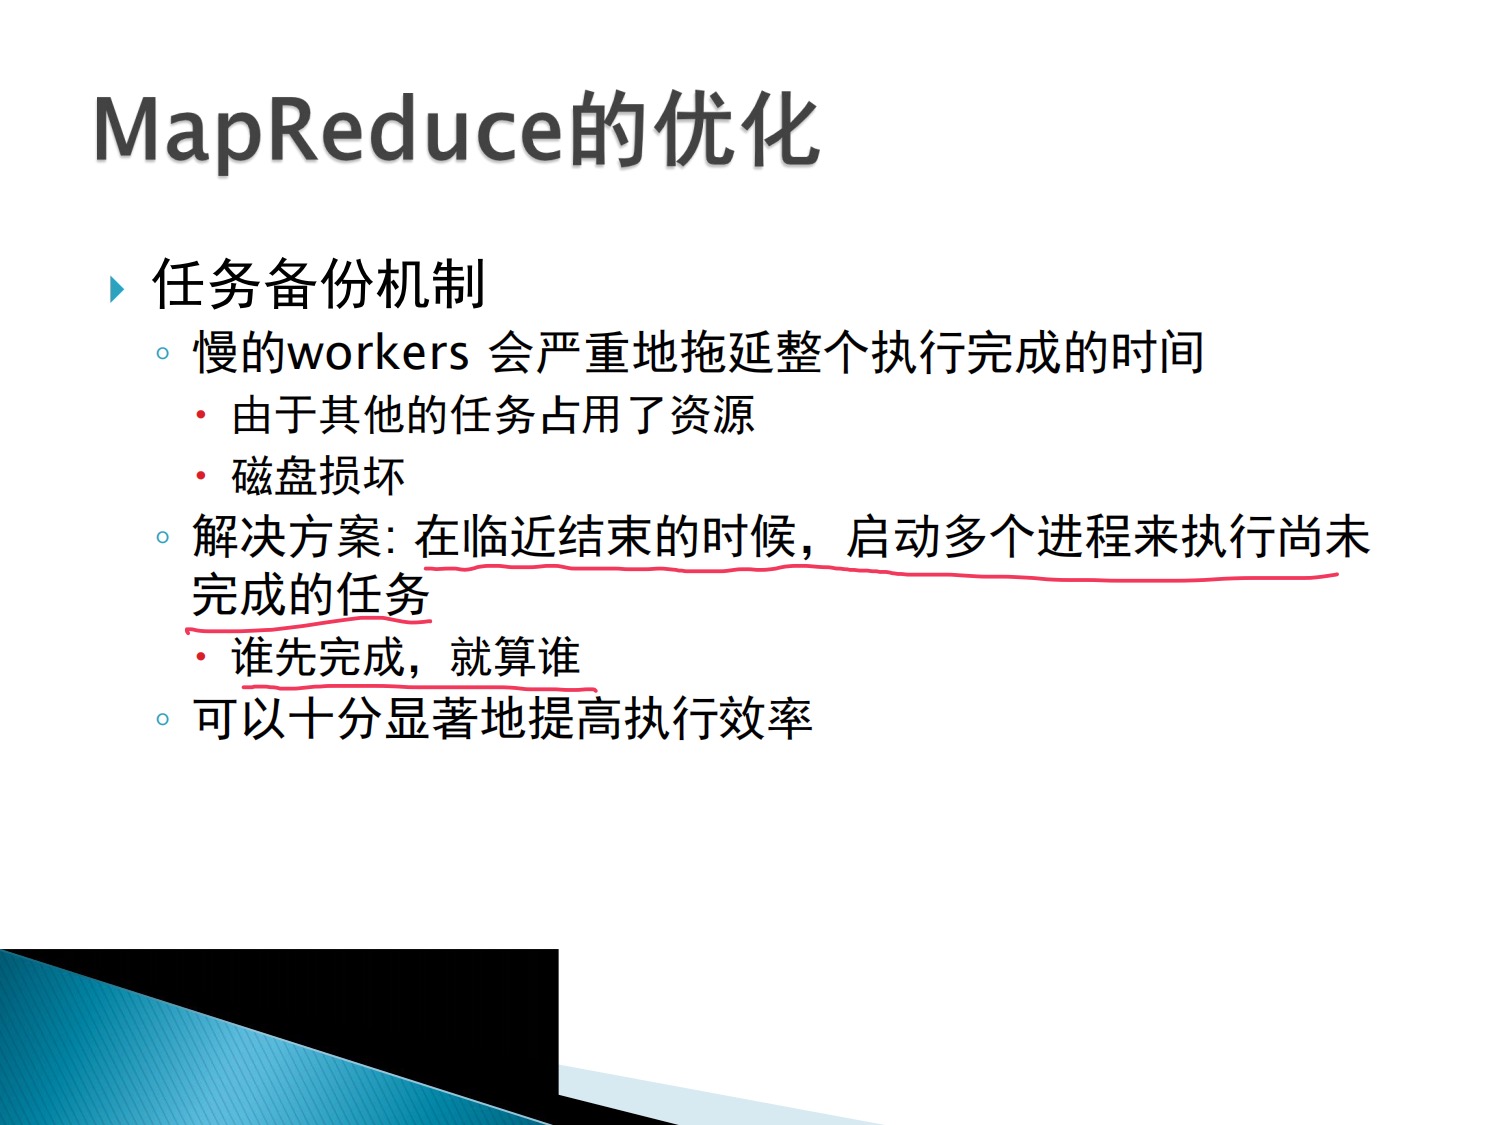 MapReduce的优化
任务备份机制
慢的workers 会严重地拖延整个执行完成的时间
由于其他的任务占用了资源
磁盘损坏
解决方案: 在临近结束的时候，启动多个进程来执行尚未
完成的任务
谁先完成，就算谁
可以十分显著地提高执行效率